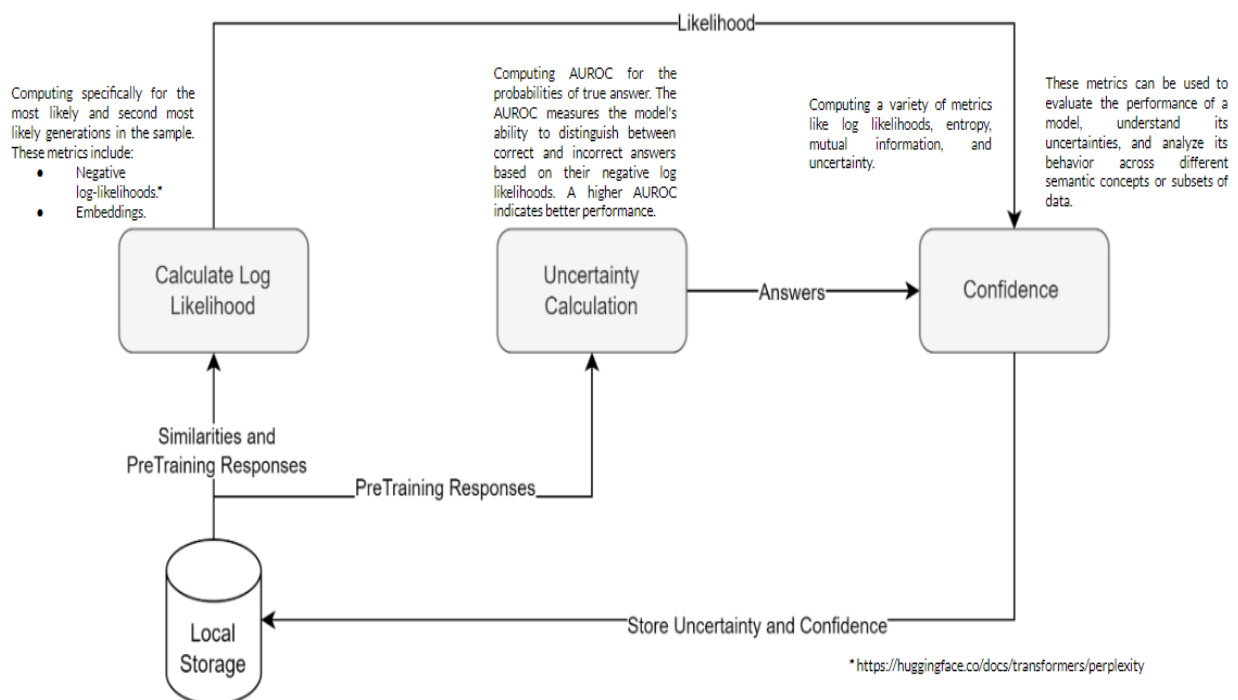 Likelihood
Computing specifically for the
most likely and second most
likely generations in the sample.
These metrics include:
● Negative
log-likelihoods.*
● Embeddings.
Computing AUROC for the
probabilities of true answer. The
AUROC measures the model's
ability to distinguish between
correct and incorrect answers
based on their negative log
likelihoods. A higher AUROC
indicates better performance.
Computing a variety of metrics
like log likelihoods, entropy,
mutual information, and
uncertainty.
These metrics can be used to
evaluate the performance of a
model, understand its
uncertainties, and analyze its
behavior across different
semantic concepts or subsets of
data.
Calculate Log
Likelihood
Uncertainty
Calculation
Answers
Confidence
Similarities and
PreTraining Responses
PreTraining Responses
Local
Storage
Store Uncertainty and Confidence
* https://huggingface.co/docs/transformers/perplexity